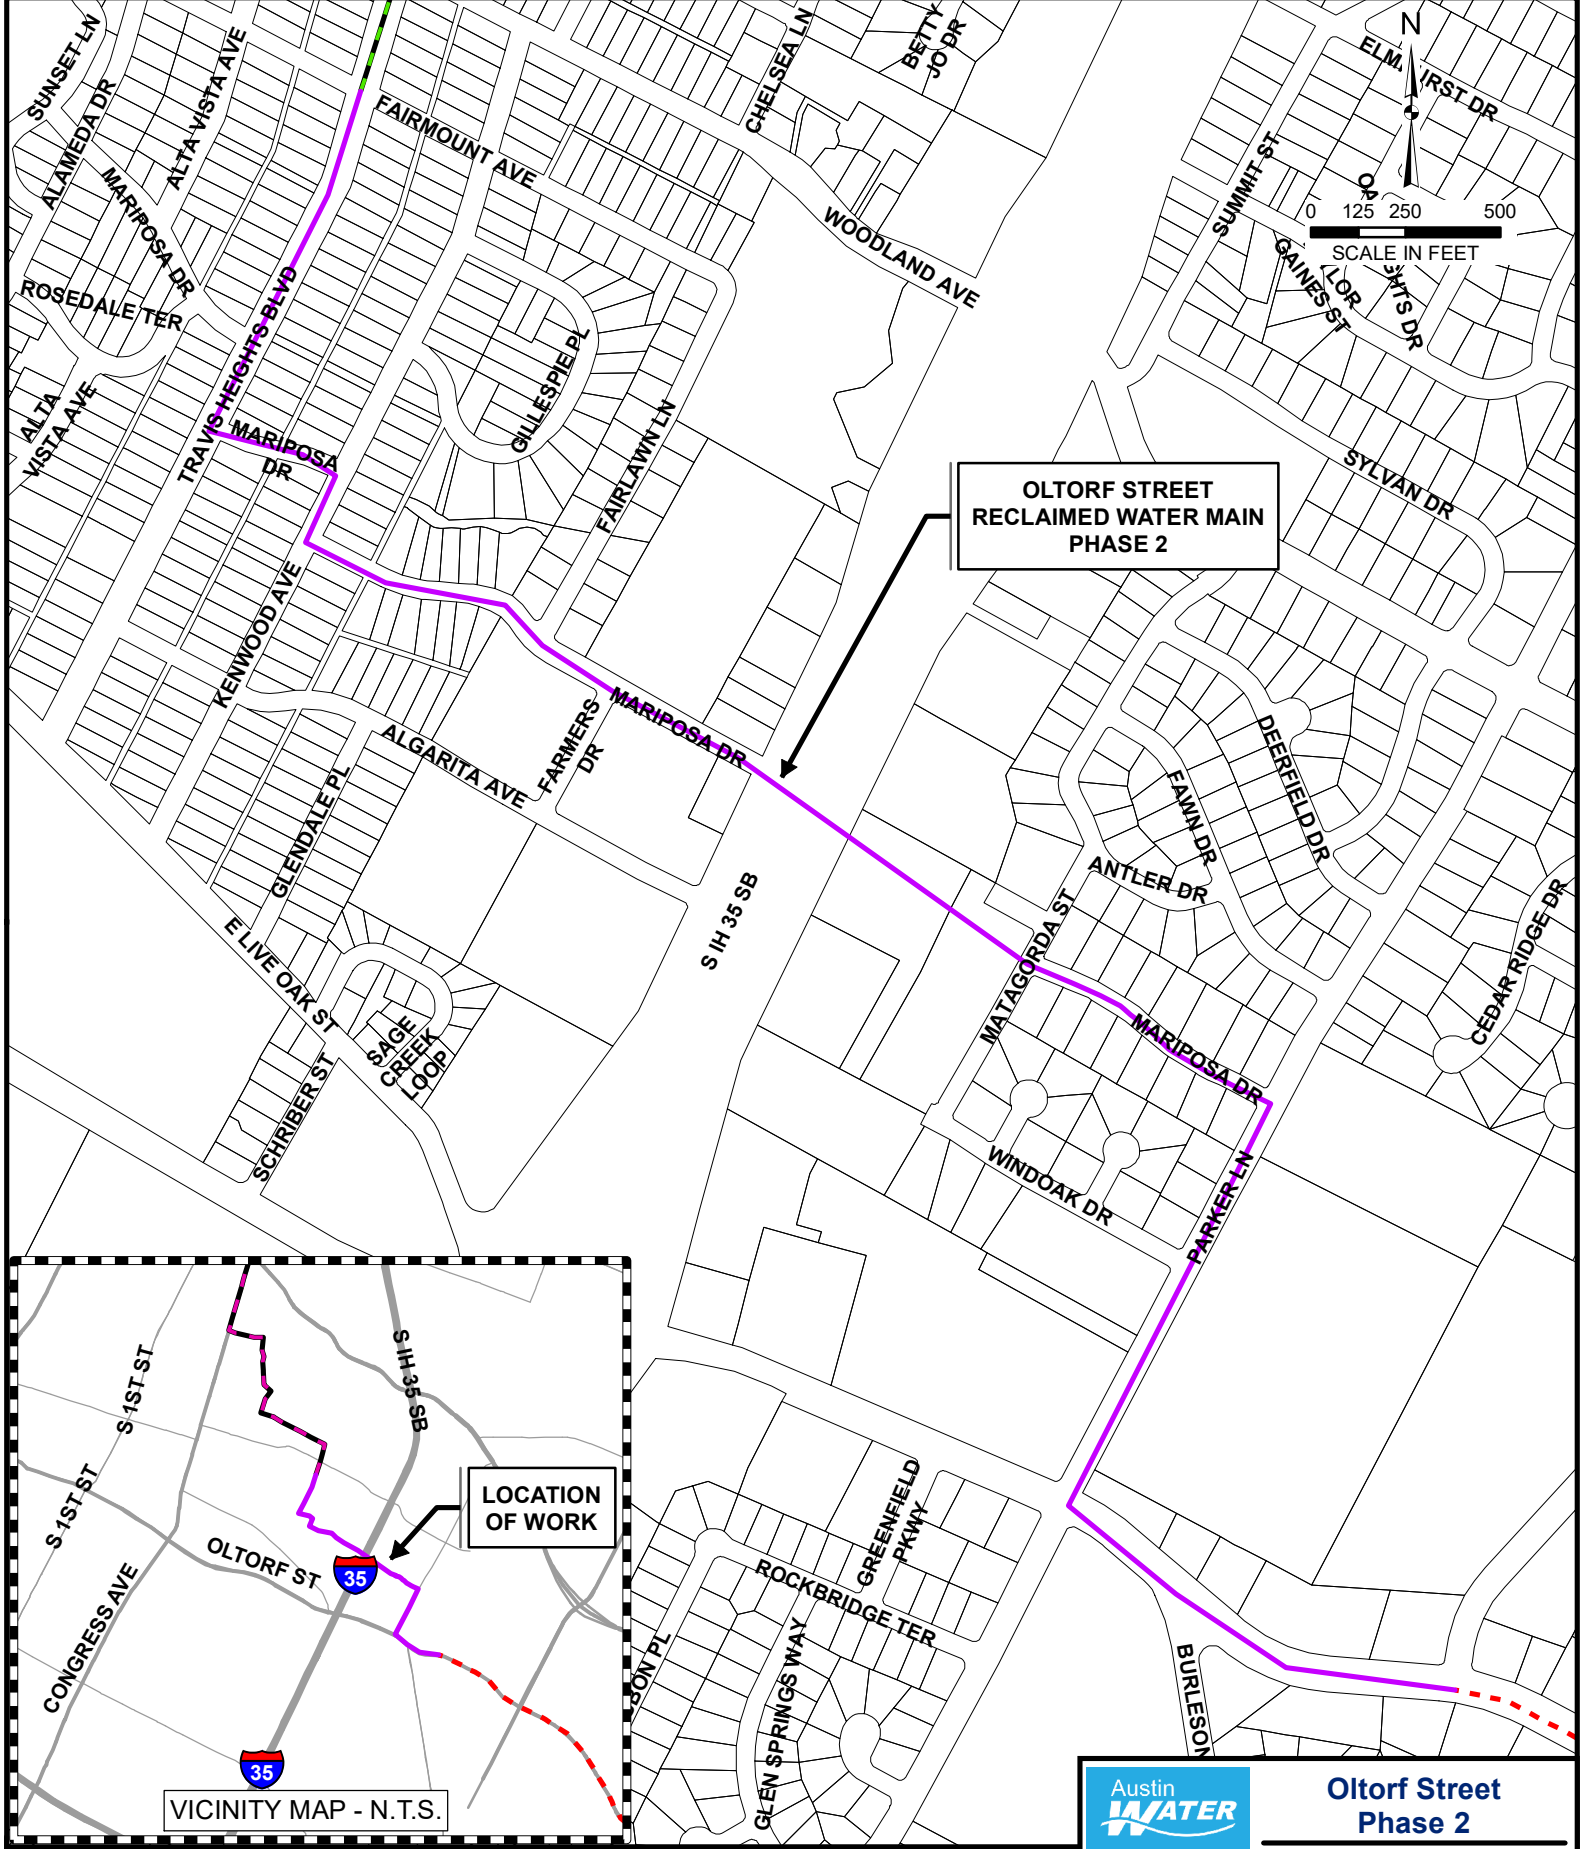 SUNSET LN
ALAMEDA DR
ALTA VISTA AVE
MARIPOSA DR
ROSEDALE TER
ALTA
VISTA AVE
TRAVIS HEIGHTS BLVD
FAIRMOUNT AVE
CHELSEA LN
BETTY
JO DR
WOODLAND AVE
SUMMIT ST
N
0 125 250 500
SCALE IN FEET
GAINES ST
SYLVAN DR
GILLESPIE PL
FAIRLAWN LN
MARIPOSA
DR
OLTORF STREET
RECLAIMED WATER MAIN
PHASE 2
KENWOOD AVE
MARIPOSA DR
FARMERS
DR
ALGARITA AVE
GLENDALE PL
E LIVE OAK ST
SAGE
CREEK
LOOP
SCHRIBER ST
S IH 35 SB
DEERFIELD DR
FAWN DR
ANTLER DR
MATAGORDA ST
MARIPOSA DR
CEDAR RIDGE DR
WINDOAK DR
PARKER LN
S 1ST ST
S 1ST ST
S IH 35 SB
LOCATION
OF WORK
OLTORF ST
35
CONGRESS AVE
35
VICINITY MAP - N.T.S.
GREENFIELD
PKWY
ROCKBRIDGE TER
GLEN SPRINGS WAY
BURLESON
Austin
WATER
Oltorf Street
Phase 2